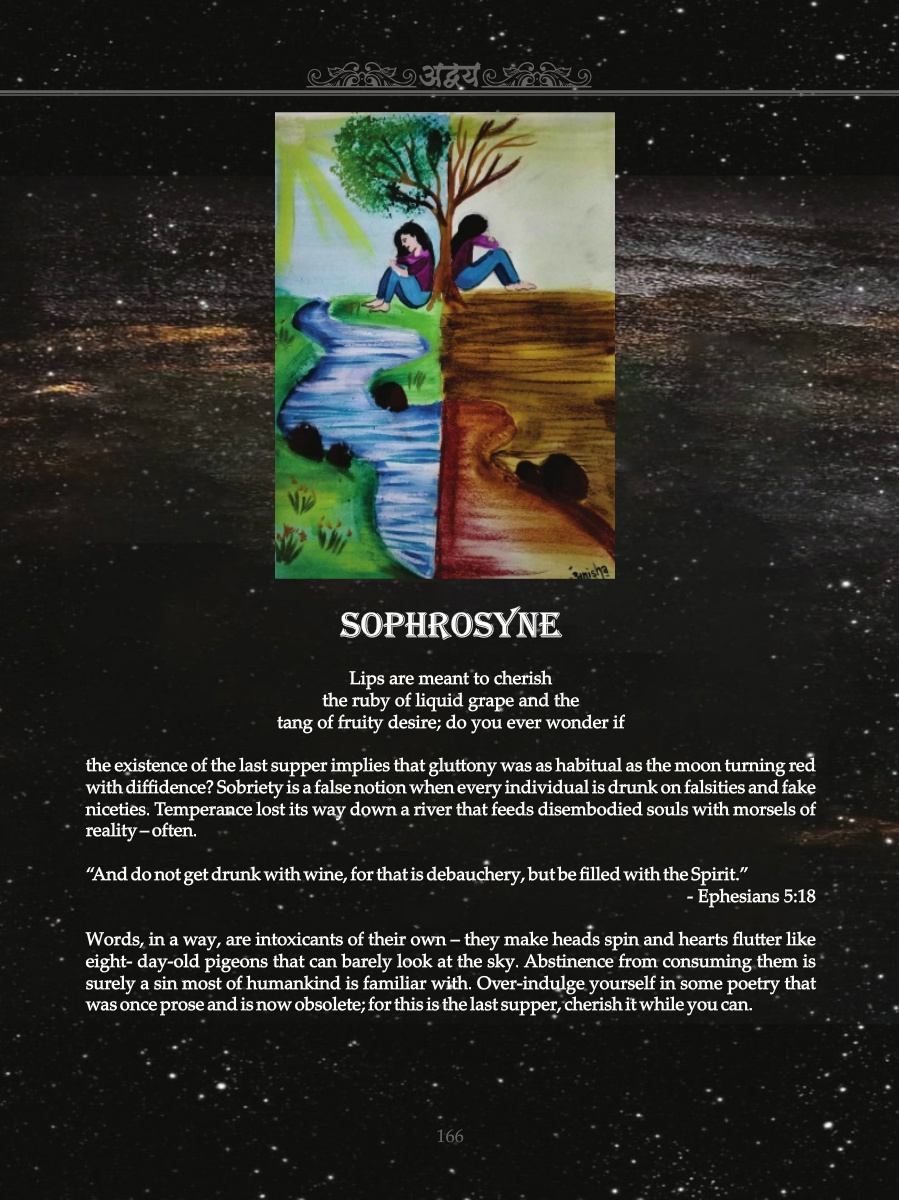 अद्वय
SOPHROSYNE
Lips are meant to cherish
the ruby of liquid grape and the
tang of fruity desire; do you ever wonder if
the existence of the last supper implies that gluttony was as habitual as the moon turning red
with diffidence? Sobriety is a false notion when every individual is drunk on falsities and fake
niceties. Temperance lost its way down a river that feeds disembodied souls with morsels of
reality – often.
“And do not get drunk with wine, for that is debauchery, but be filled with the Spirit.”
- Ephesians 5:18
Words, in a way, are intoxicants of their own – they make heads spin and hearts flutter like
eight- day-old pigeons that can barely look at the sky. Abstinence from consuming them is
surely a sin most of humankind is familiar with. Over-indulge yourself in some poetry that
was once prose and is now obsolete; for this is the last supper, cherish it while you can.
166